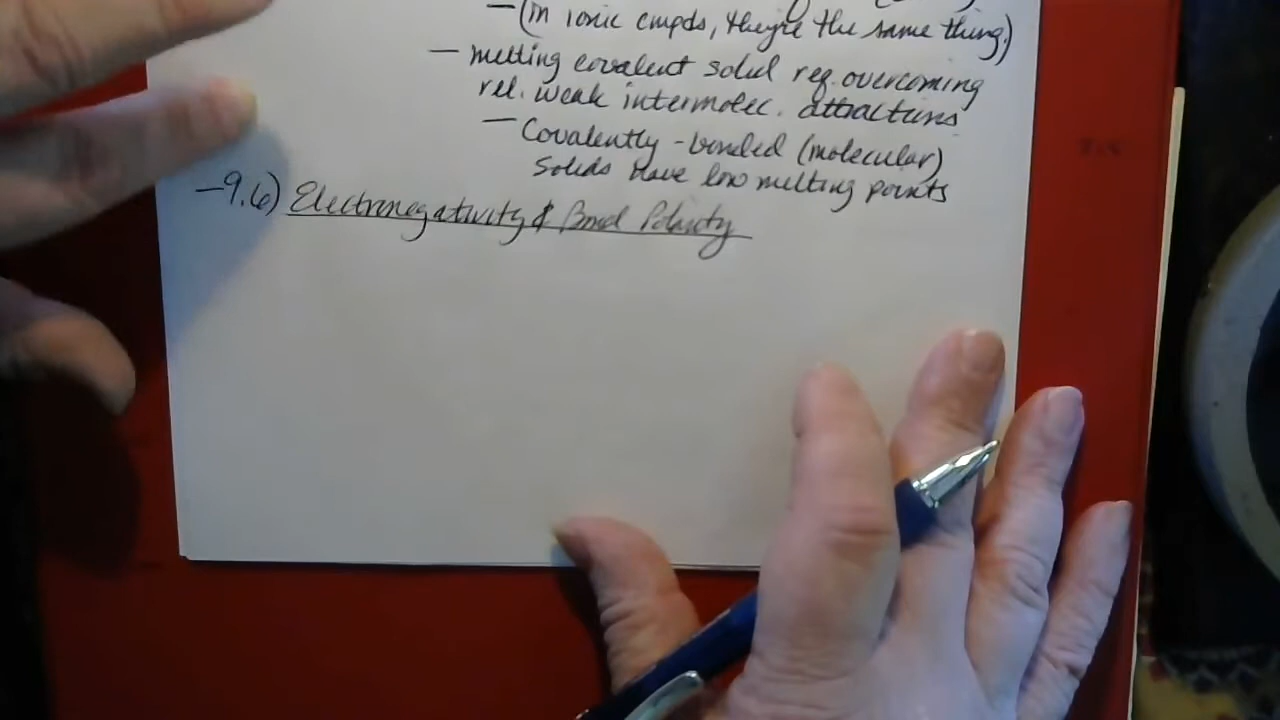 – (in ionic cmpds, they're the same thing.)
– melting covalent solid req. overcoming
rel. weak intermolec. attractions
– Covalently-bonded (molecular)
solids have low melting points
– 9.6) Electronegativity & Bond Polarity